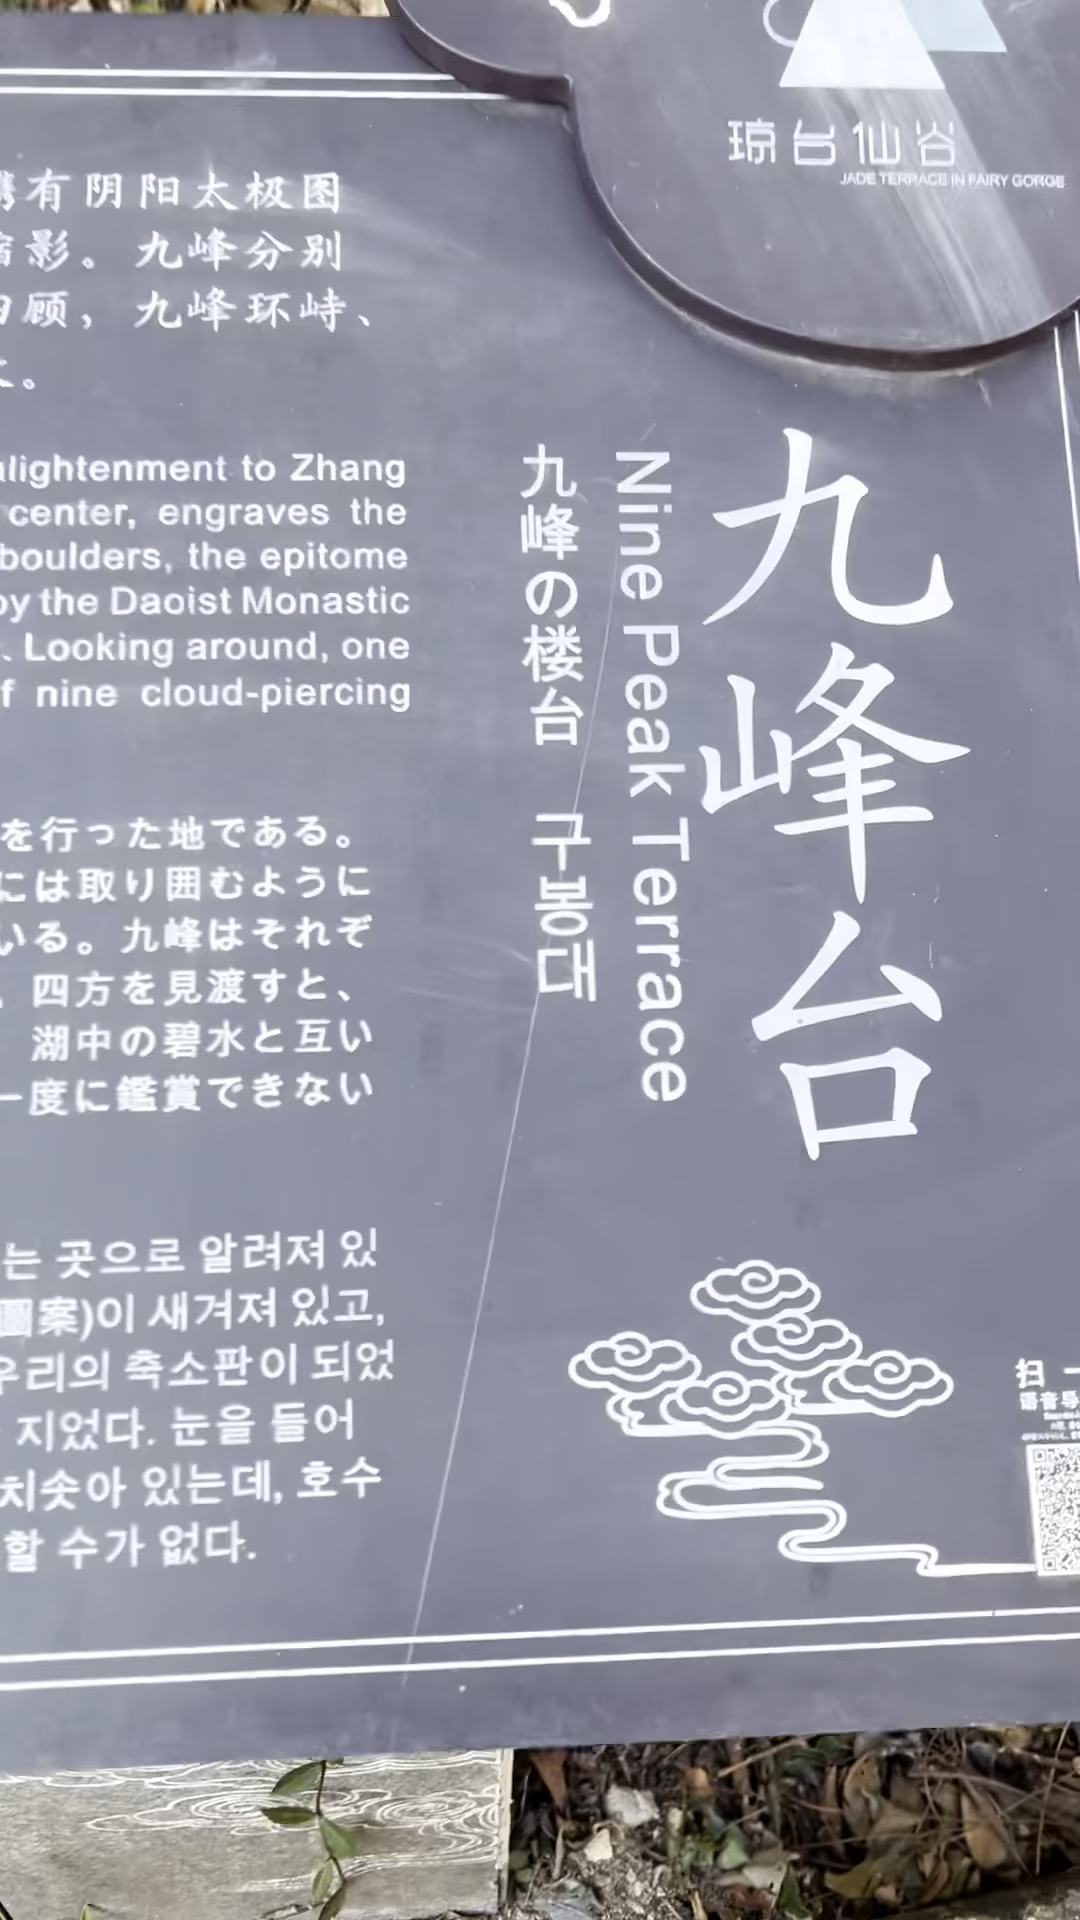 琼台仙谷
JADE TERRACE IN FAIRY GORGE
有阴阳太极图
影。九峰分别
顾，九峰环峙、
。
to Zhang
center, engraves the
boulders, the epitome
by the Daoist Monastic
. Looking around, one
nine cloud-piercing
を行った地である。
には取り囲むように
いる。九峰はそれぞ
四方を見渡すと、
湖中の碧水と互い
一度に鑑賞できない
는 곳으로 알려져 있
圖案)이 새겨져 있고,
우리의 축소판이 되었
지었다. 눈을 들어
치솟아 있는데, 호수
할 수가 없다.
九峰台
Nine Peak Terrace
九峰の楼台 구봉대
扫 一
语音导